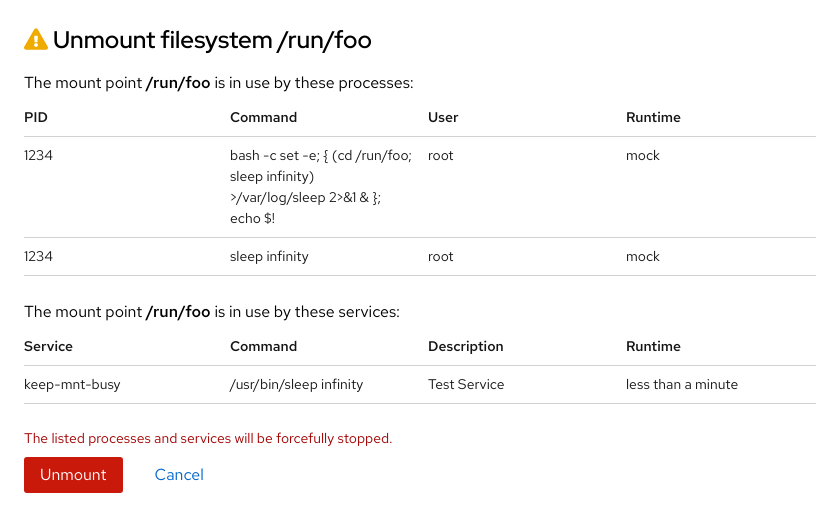 Unmount filesystem /run/foo
The mount point /run/foo is in use by these processes:
PID Command User Runtime
1234 bash -c set -e; { (cd /run/foo; root mock
sleep infinity)
>/var/log/sleep 2>&1 & };
echo $!
1234 sleep infinity root mock
The mount point /run/foo is in use by these services:
Service Command Description Runtime
keep-mnt-busy /usr/bin/sleep infinity Test Service less than a minute
The listed processes and services will be forcefully stopped.
Unmount Cancel